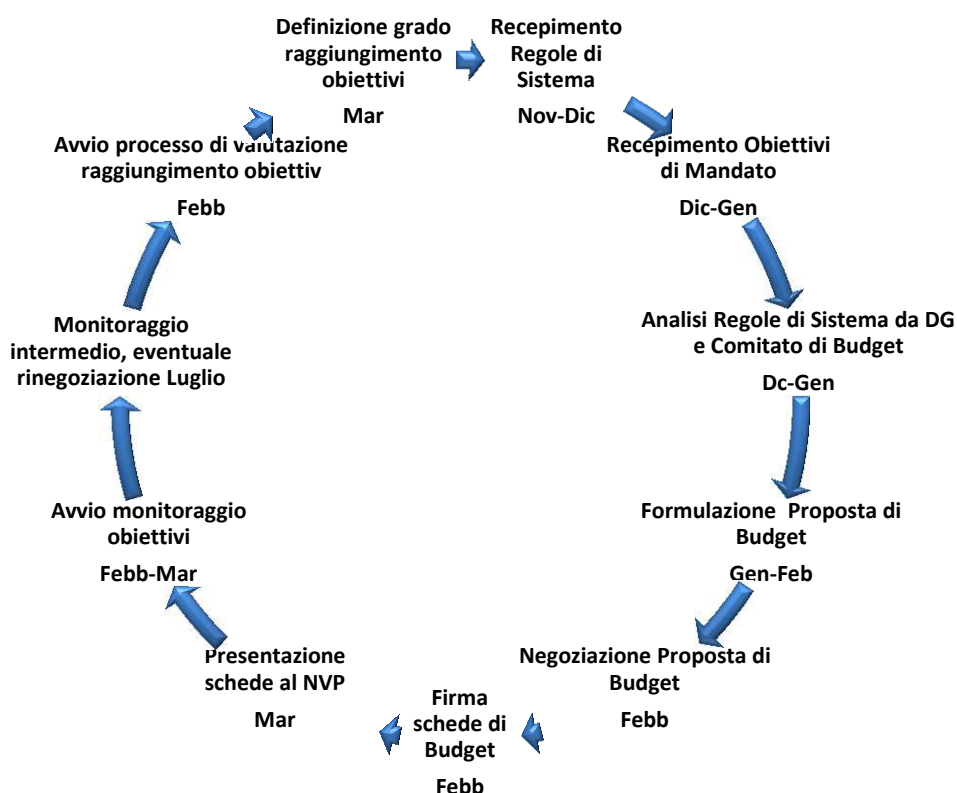 Definizione grado
raggiungimento
obiettivi
Mar
Recepimento
Regole di
Sistema
Nov-Dic
Recepimento Obiettivi
di Mandato
Dic-Gen
Analisi Regole di Sistema da DG
e Comitato di Budget
Dc-Gen
Formulazione Proposta di
Budget
Gen-Feb
Negoziazione Proposta di
Budget
Febb
Firma
schede di
Budget
Febb
Presentazione
schede al NVP
Mar
Avvio monitoraggio
obiettivi
Febb-Mar
Monitoraggio
intermedio, eventuale
rinegoziazione Luglio
Avvio processo di valutazione
raggiungimento obiettiv
Febb